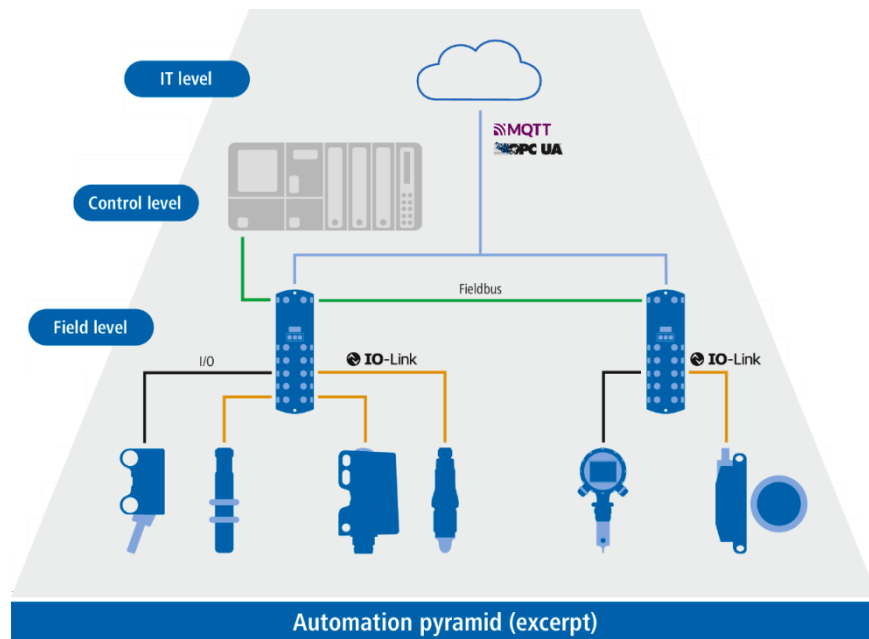 IT level
MQTT
OPC UA
Control level
Fieldbus
Field level
I/O
IO-Link
IO-Link
Automation pyramid (excerpt)